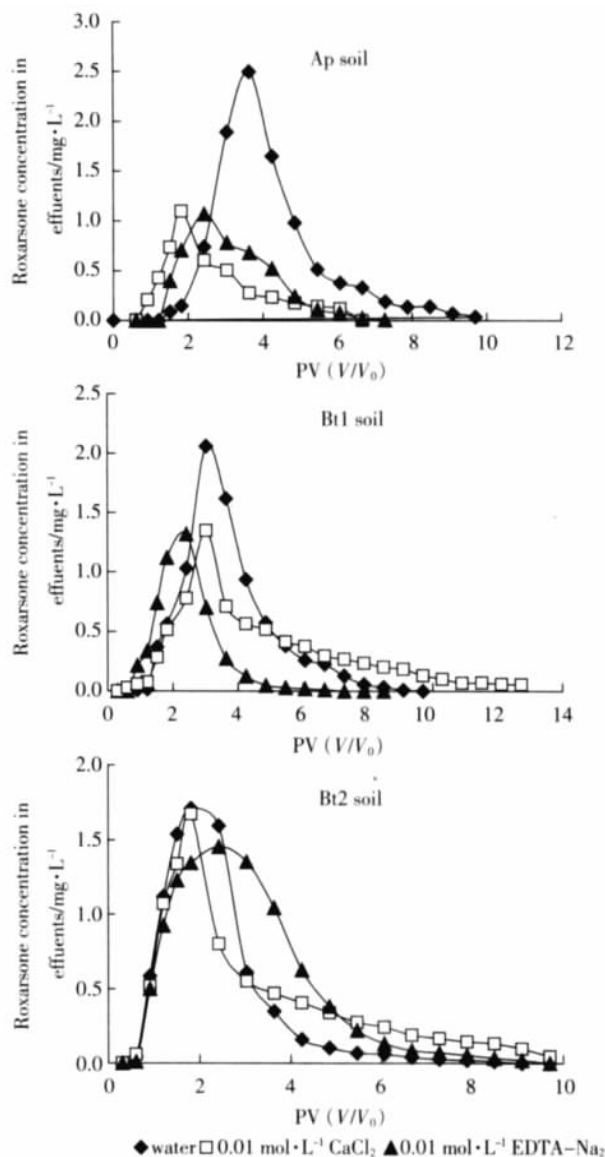 Roxarsone concentration in
effuents/mg·L⁻¹
3.0
2.5
2.0
1.5
1.0
0.5
0.0
Ap soil
0 2 4 6 8 10 12
PV (V/V₀)
Roxarsone concentration in
effuents/mg·L⁻¹
2.5
2.0
1.5
1.0
0.5
0.0
Bt1 soil
0 2 4 6 8 10 12 14
PV (V/V₀)
Roxarsone concentration in
effuents/mg·L⁻¹
2.0
1.5
1.0
0.5
0.0
Bt2 soil
0 2 4 6 8 10
PV (V/V₀)
◆water □0.01 mol·L⁻¹ CaCl₂ ▲0.01 mol·L⁻¹ EDTA-Na₂